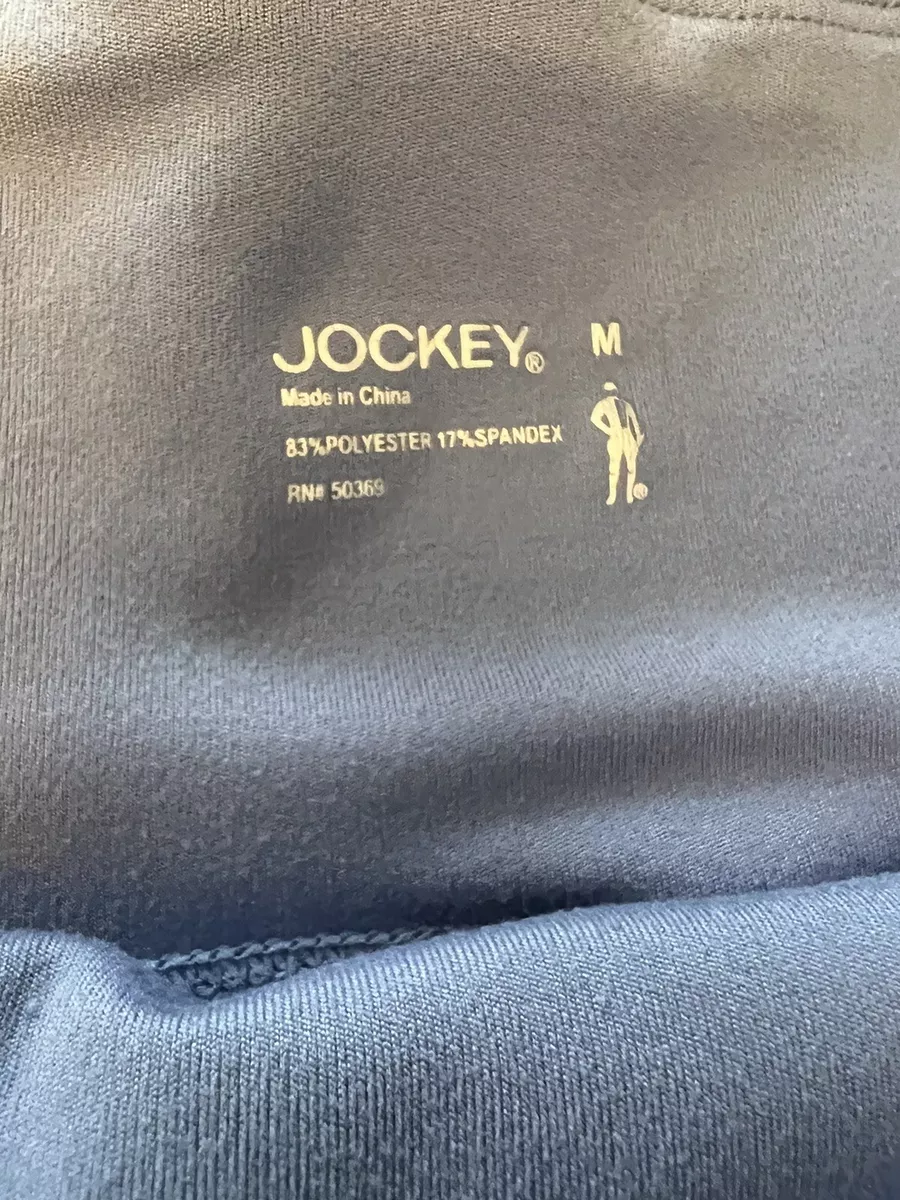 JOCKEY® M
Made in China
83%POLYESTER 17%SPANDEX
RN# 50369